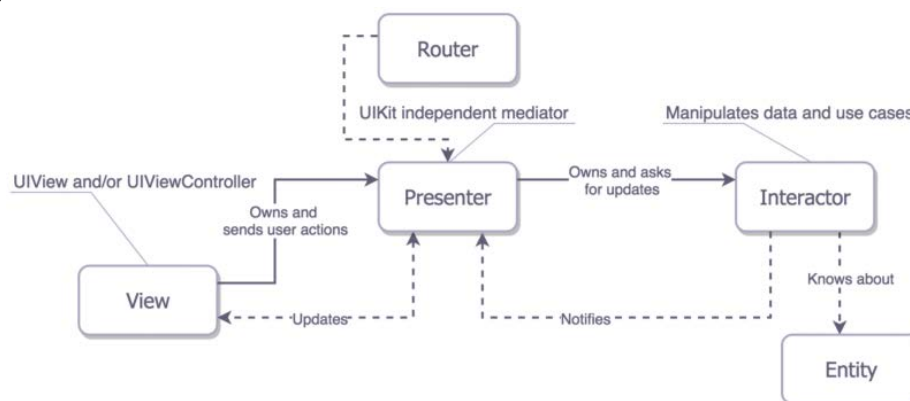 Router
UIKit independent mediator
Manipulates data and use cases
UIView and/or UIViewController
Presenter
Owns and asks
for updates
Interactor
Owns and
sends user actions
View
Updates
Notifies
Knows about
Entity